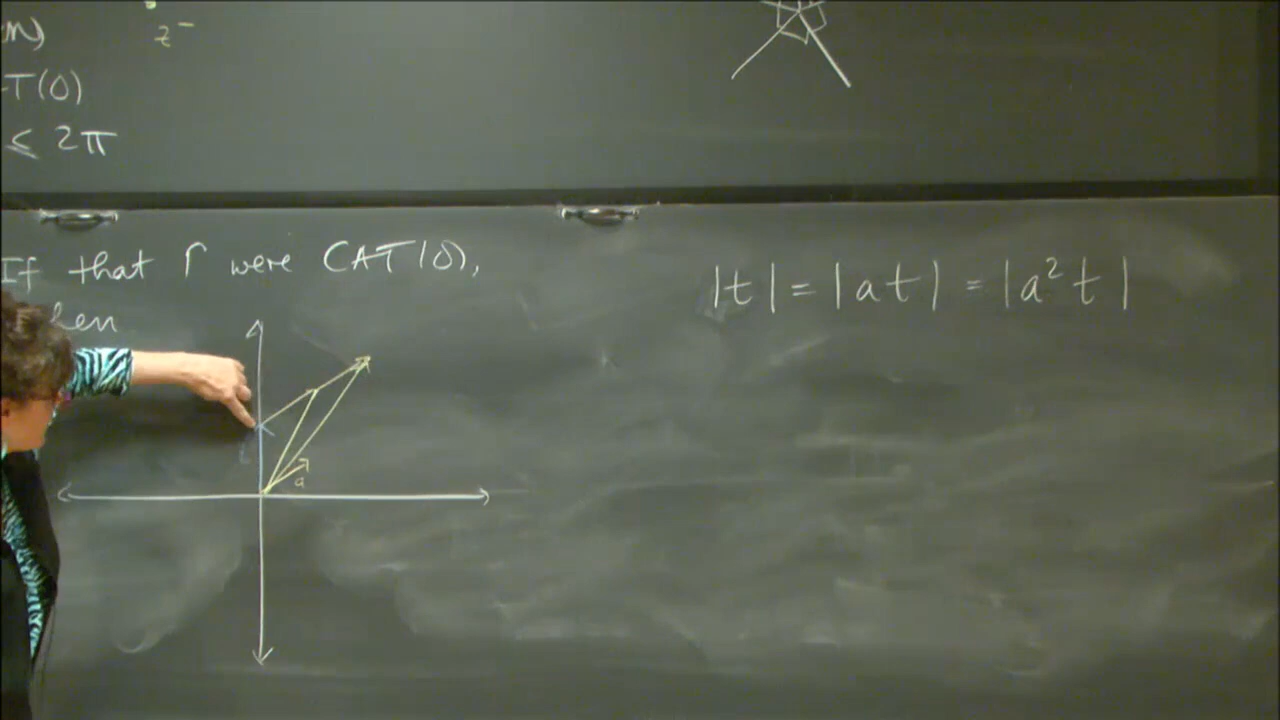 z⁻
T(0)
≤ 2π
If that Γ were CAT(0),
|t| = |at| = |a²t|
a